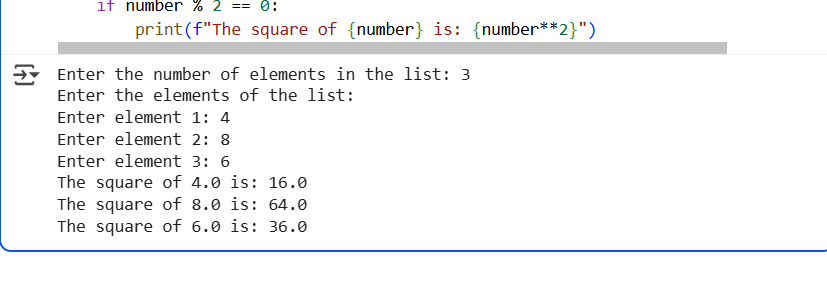 if number % 2 == 0:
print(f"The square of {number} is: {number**2}")
Enter the number of elements in the list: 3
Enter the elements of the list:
Enter element 1: 4
Enter element 2: 8
Enter element 3: 6
The square of 4.0 is: 16.0
The square of 8.0 is: 64.0
The square of 6.0 is: 36.0